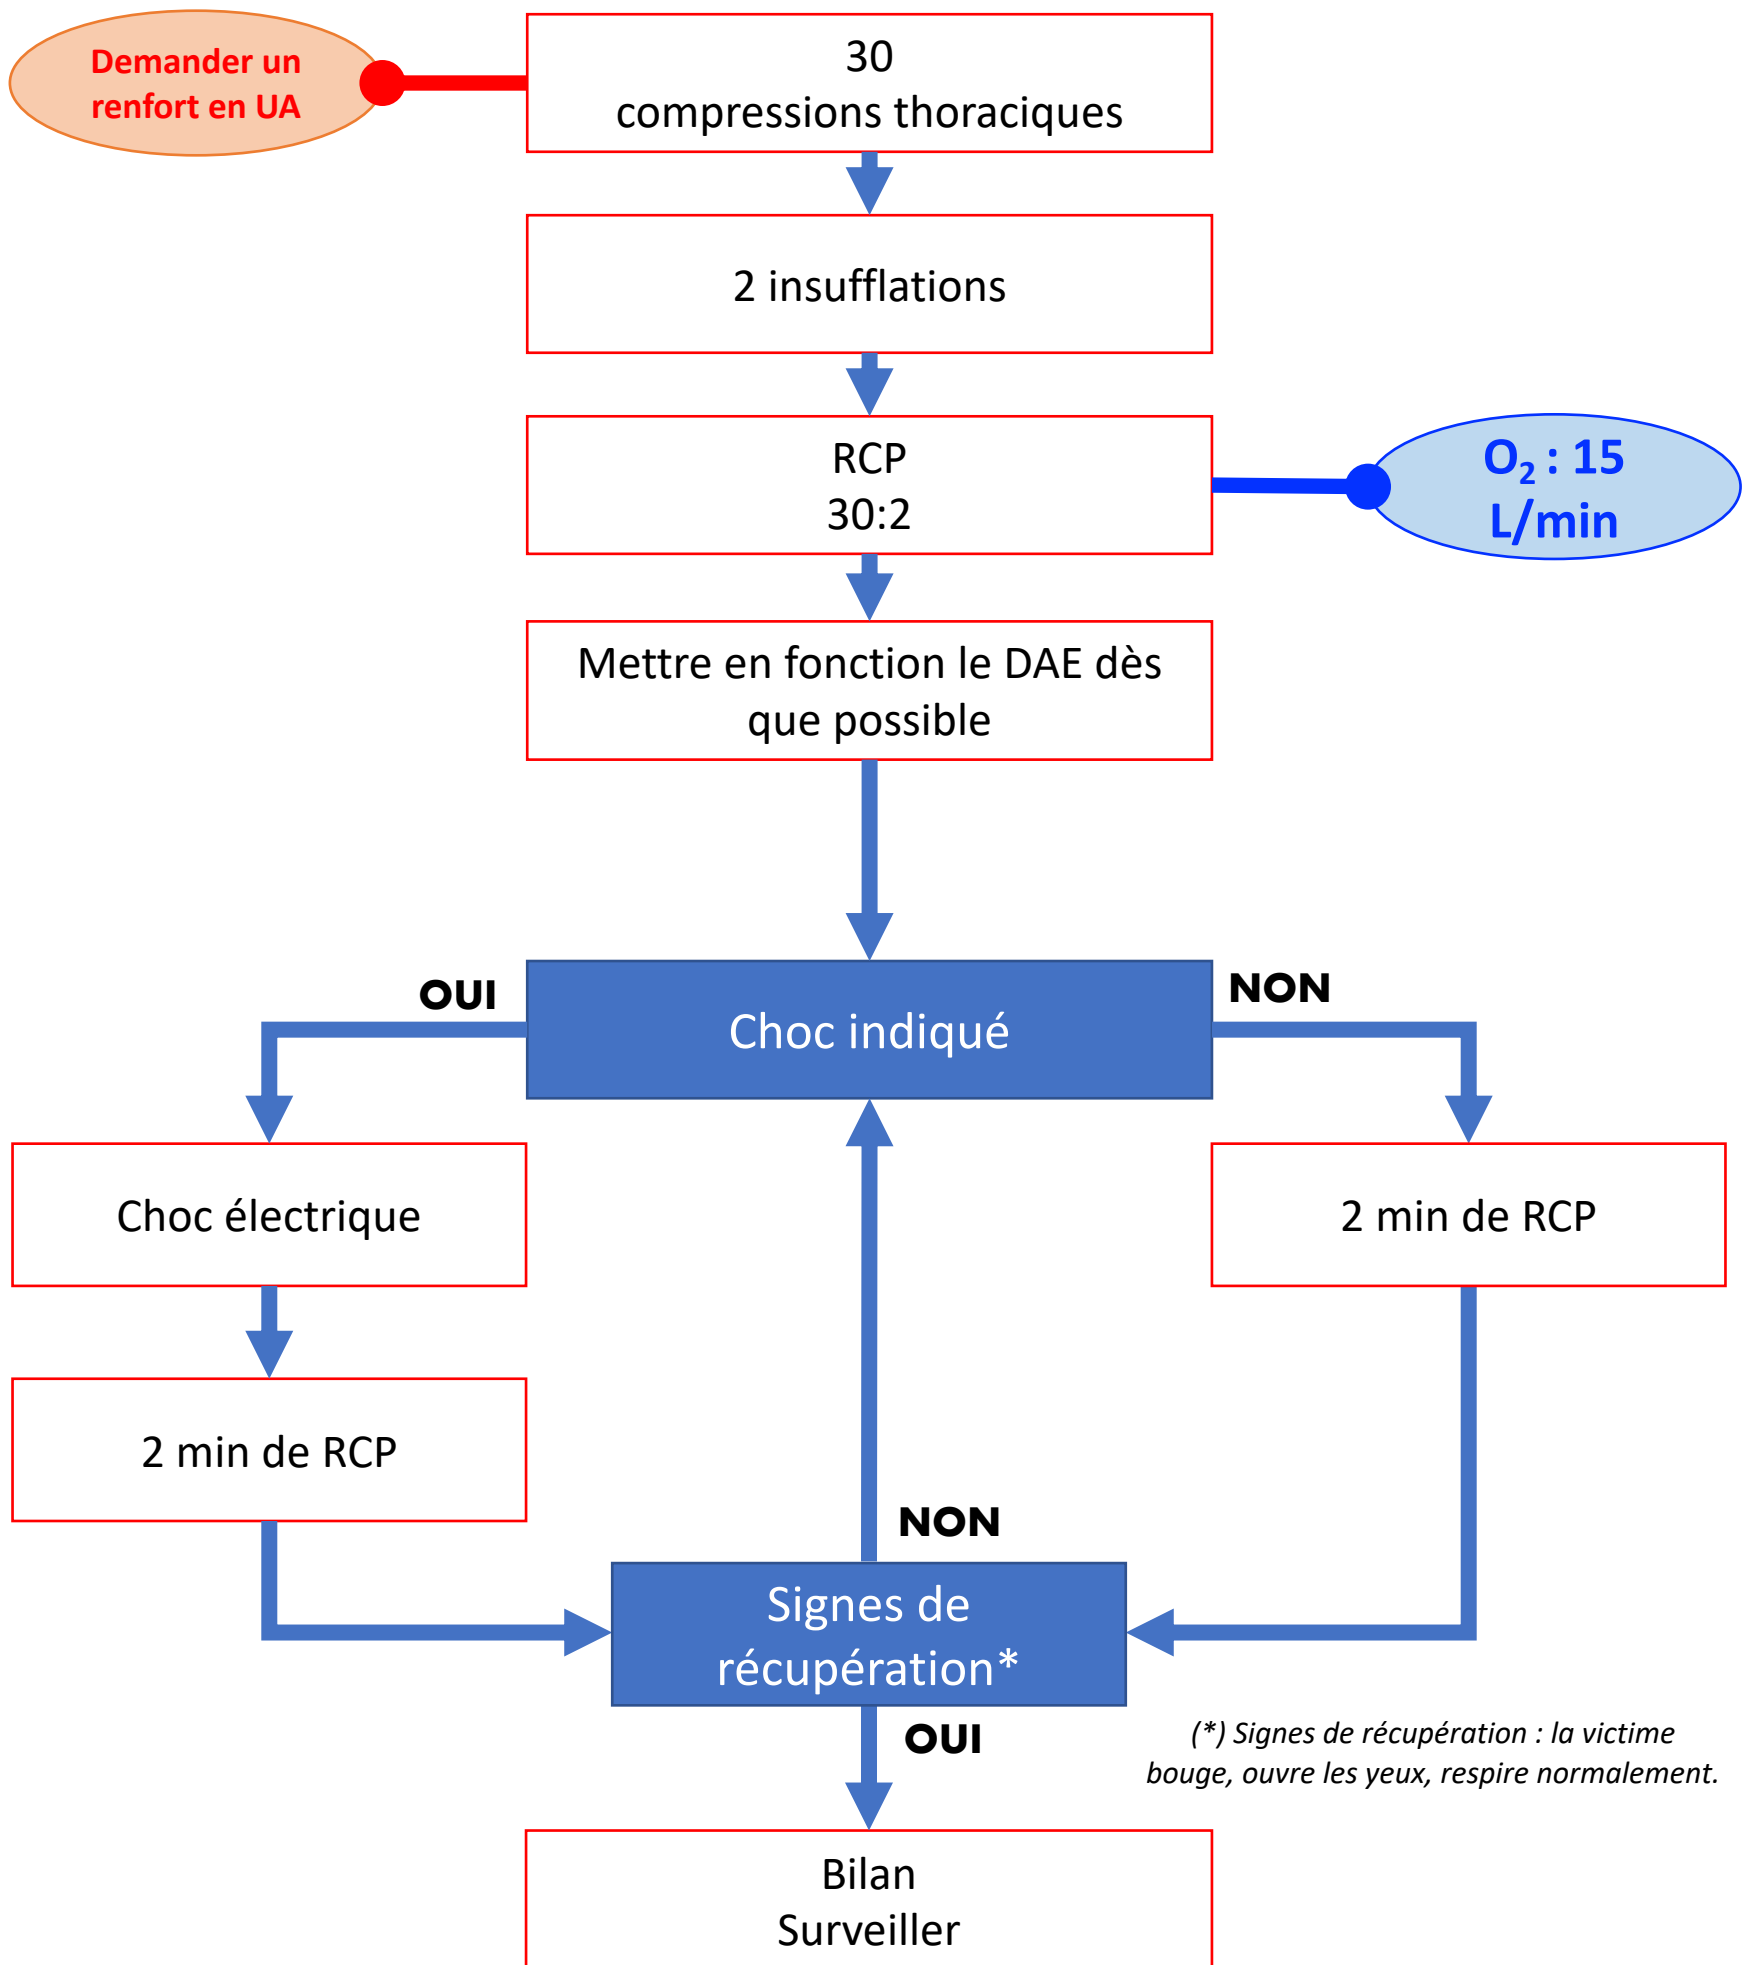 Demander un
renfort en UA
30
compressions thoraciques
2 insufflations
RCP
30:2
O₂ : 15
L/min
Mettre en fonction le DAE dès
que possible
OUI
NON
Choc indiqué
Choc électrique
2 min de RCP
2 min de RCP
NON
Signes de
récupération*
OUI
(*) Signes de récupération : la victime
bouge, ouvre les yeux, respire normalement.
Bilan
Surveiller